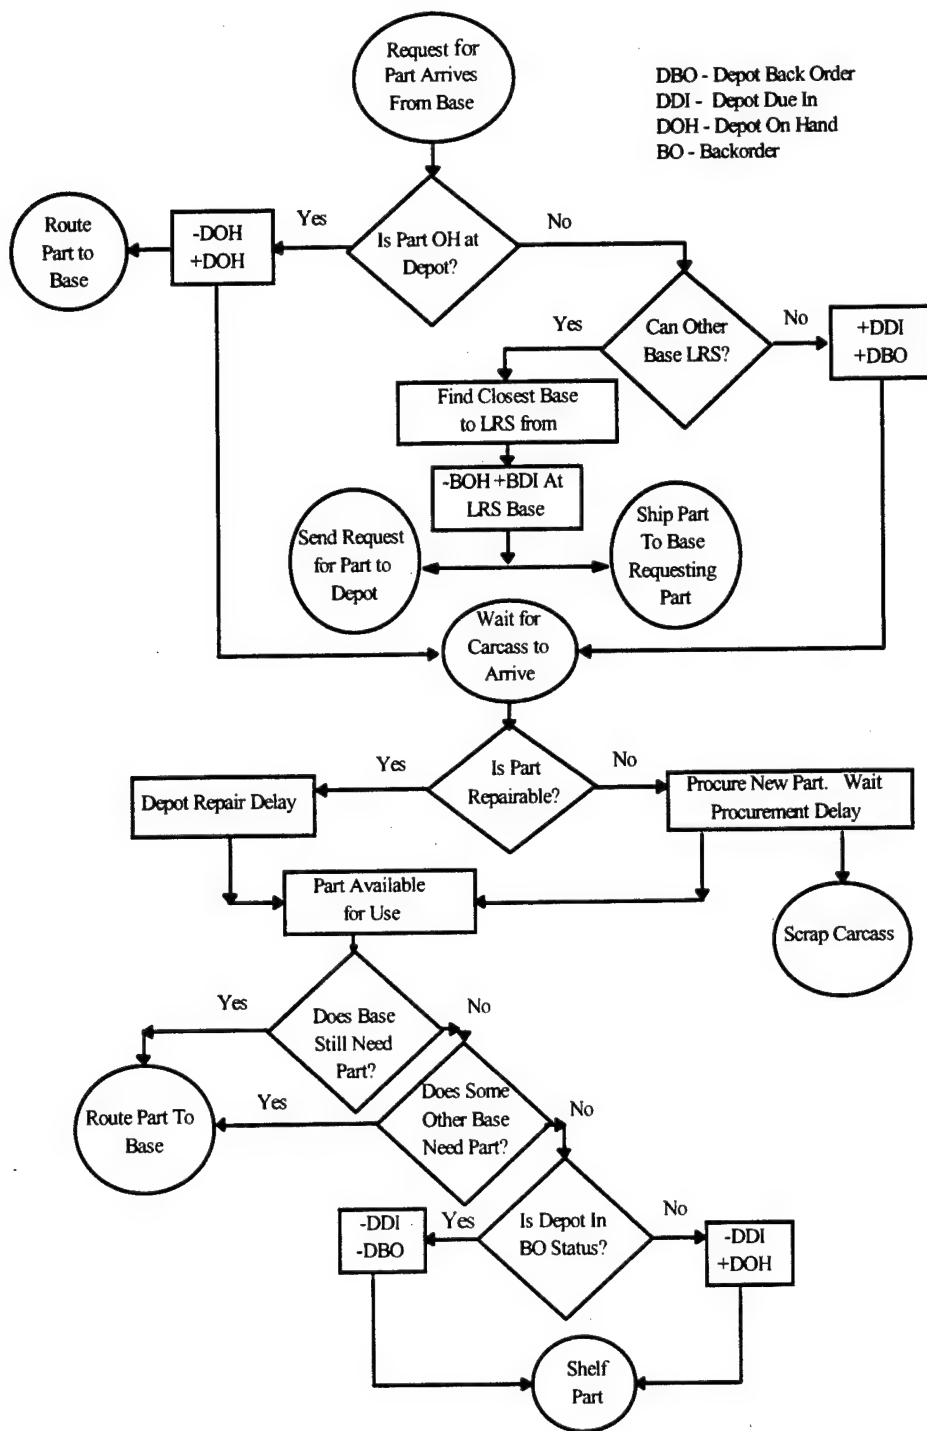 Request for
Part Arrives
From Base
DBO - Depot Back Order
DDI - Depot Due In
DOH - Depot On Hand
BO - Backorder
Route
Part to
Base
-DOH
+DOH
Yes
Is Part OH at
Depot?
No
Yes
Can Other
Base LRS?
No
+DDI
+DBO
Find Closest Base
to LRS from
-BOH +BDI At
LRS Base
Send Request
for Part to
Depot
Ship Part
To Base
Requesting
Part
Wait for
Carcass to
Arrive
Yes
Is Part
Repairable?
No
Depot Repair Delay
Procure New Part. Wait
Procurement Delay
Part Available
for Use
Scrap Carcass
Yes
Does Base
Still Need
Part?
No
Route Part To
Base
Yes
Does Some
Other Base
Need Part?
No
-DDI
-DBO
Yes
Is Depot In
BO Status?
No
-DDI
+DOH
Shelf
Part